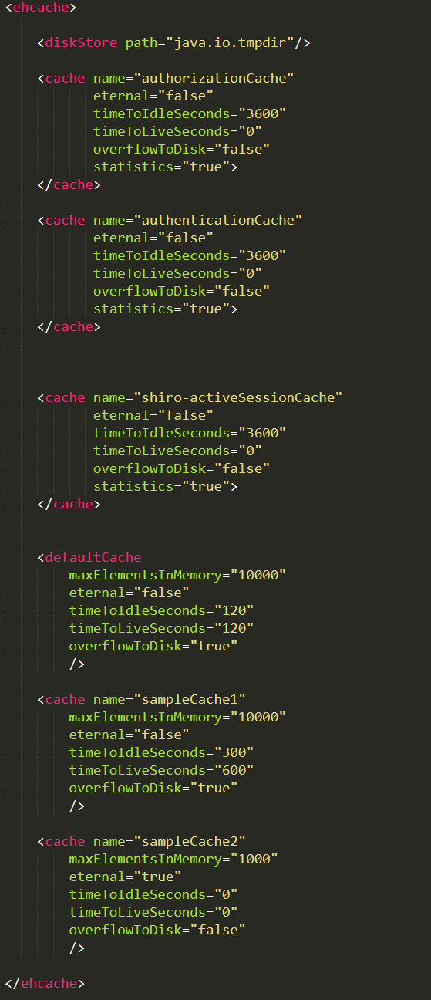 <ehcache>
<diskStore path="java.io.tmpdir"/>
<cache name="authorizationCache"
eternal="false"
timeToIdleSeconds="3600"
timeToLiveSeconds="0"
overflowToDisk="false"
statistics="true">
</cache>
<cache name="authenticationCache"
eternal="false"
timeToIdleSeconds="3600"
timeToLiveSeconds="0"
overflowToDisk="false"
statistics="true">
</cache>
<cache name="shiro-activeSessionCache"
eternal="false"
timeToIdleSeconds="3600"
timeToLiveSeconds="0"
overflowToDisk="false"
statistics="true">
</cache>
<defaultCache
maxElementsInMemory="10000"
eternal="false"
timeToIdleSeconds="120"
timeToLiveSeconds="120"
overflowToDisk="true"
/>
<cache name="sampleCache1"
maxElementsInMemory="10000"
eternal="false"
timeToIdleSeconds="300"
timeToLiveSeconds="600"
overflowToDisk="true"
/>
<cache name="sampleCache2"
maxElementsInMemory="1000"
eternal="true"
timeToIdleSeconds="0"
timeToLiveSeconds="0"
overflowToDisk="false"
/>
</ehcache>